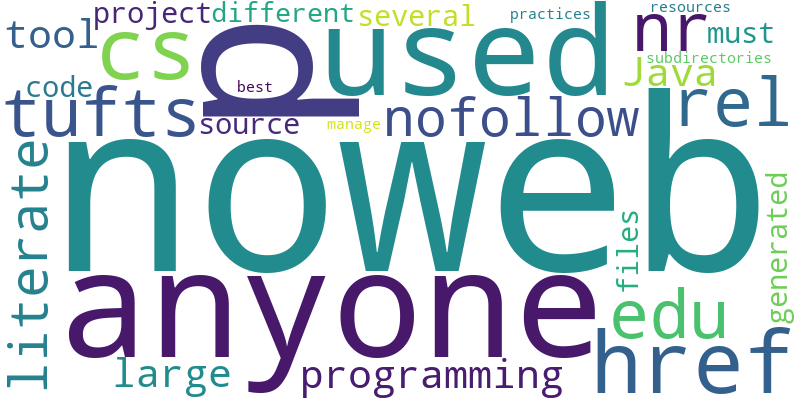 project
different
several
practices
resources
tool
cs
p
used
nr
must
subdirectories
code
best
Java
tufts
source
manage
nofollow
rel
noweb
literate
anyone
files
generated
edu
large
programming
href